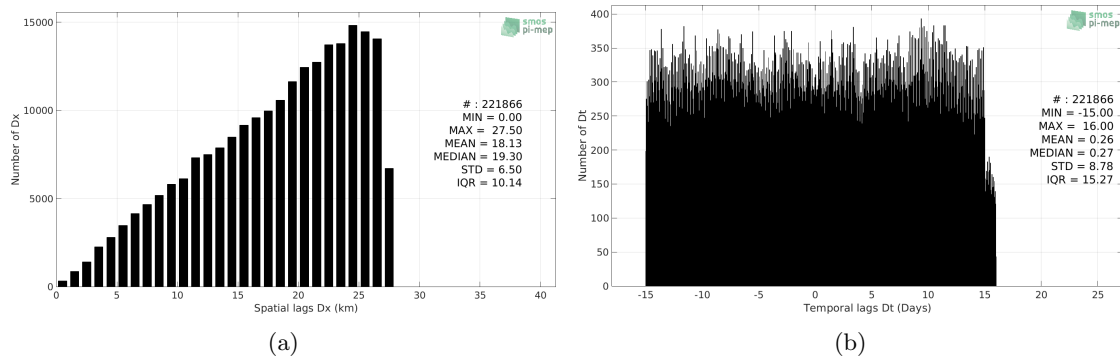 15000
10000
5000
0
Number of Dx
0 5 10 15 20 25 30 35 40
Spatial lags Dx (km)
smos
pi-mep
# : 221866
MIN = 0.00
MAX = 27.50
MEAN = 18.13
MEDIAN = 19.30
STD = 6.50
IQR = 10.14
(a)
400
350
300
250
200
150
100
50
0
Number of Dt
-15 -10 -5 0 5 10 15 20 25
Temporal lags Dt (Days)
smos
pi-mep
# : 221866
MIN = -15.00
MAX = 16.00
MEAN = 0.26
MEDIAN = 0.27
STD = 8.78
IQR = 15.27
(b)